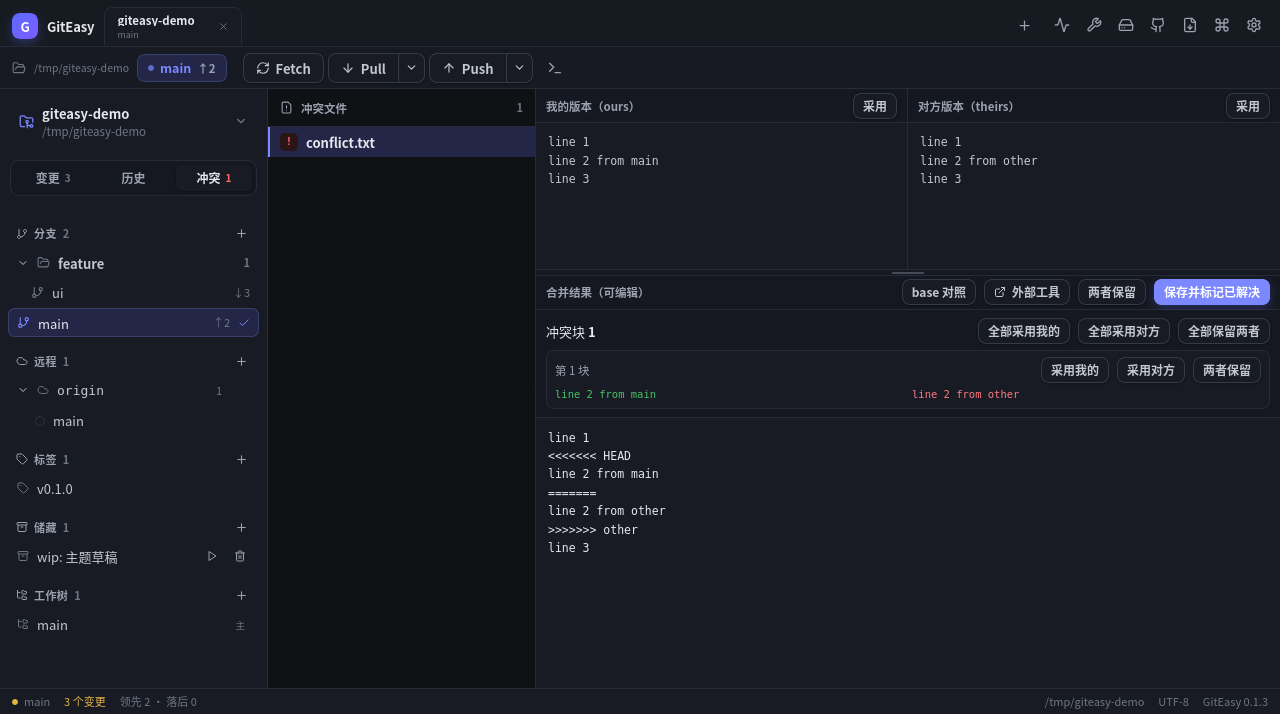 G GitEasy
giteasy-demo
main
/tmp/giteasy-demo
main ↑2
Fetch
Pull
Push
giteasy-demo
/tmp/giteasy-demo
变更 3
历史
冲突 1
分支 2
feature 1
ui ↓3
main ↑2
远程 1
origin 1
main
标签 1
v0.1.0
储藏 1
wip: 主题草稿
工作树 1
main 主
冲突文件 1
! conflict.txt
我的版本（ours） 采用
line 1
line 2 from main
line 3
对方版本（theirs） 采用
line 1
line 2 from other
line 3
合并结果（可编辑） base 对照 外部工具 两者保留 保存并标记已解决
冲突块 1 全部采用我的 全部采用对方 全部保留两者
第 1 块 采用我的 采用对方 两者保留
line 2 from main line 2 from other
line 1
<<<<<<< HEAD
line 2 from main
=======
line 2 from other
>>>>>>> other
line 3
main 3 个变更 领先 2 · 落后 0
/tmp/giteasy-demo UTF-8 GitEasy 0.1.3